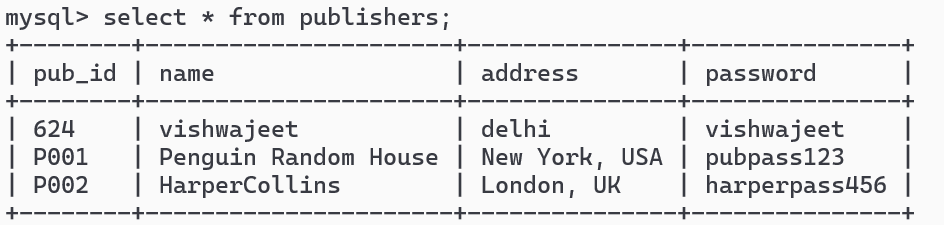 mysql> select * from publishers;
+--------+----------------------+---------------+---------------+
| pub_id | name                 | address       | password      |
+--------+----------------------+---------------+---------------+
| 624    | vishwajeet           | delhi         | vishwajeet    |
| P001   | Penguin Random House | New York, USA | pubpass123    |
| P002   | HarperCollins        | London, UK    | harperpass456 |
+--------+----------------------+---------------+---------------+